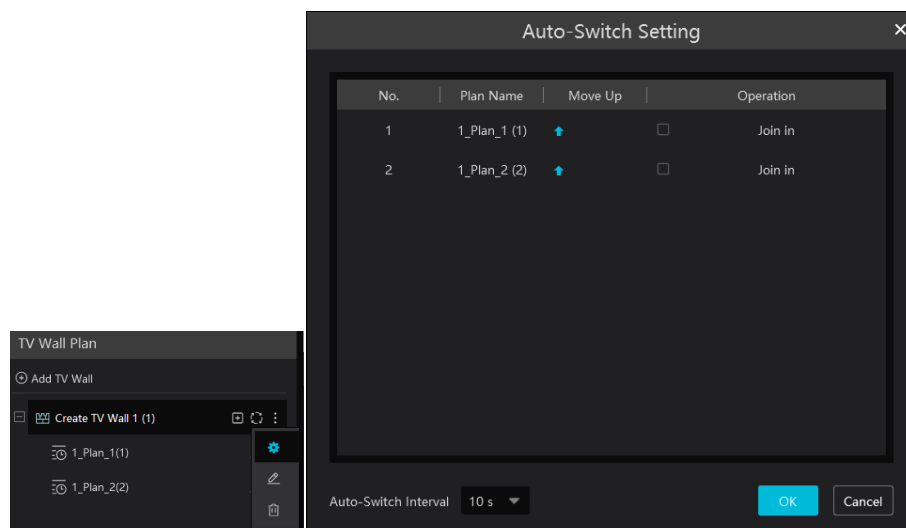 Auto-Switch Setting
No. Plan Name Move Up Operation
1 1_Plan_1 (1) Join in
2 1_Plan_2 (2) Join in
Auto-Switch Interval 10 s OK Cancel
TV Wall Plan
Add TV Wall
Create TV Wall 1 (1)
1_Plan_1(1)
1_Plan_2(2)